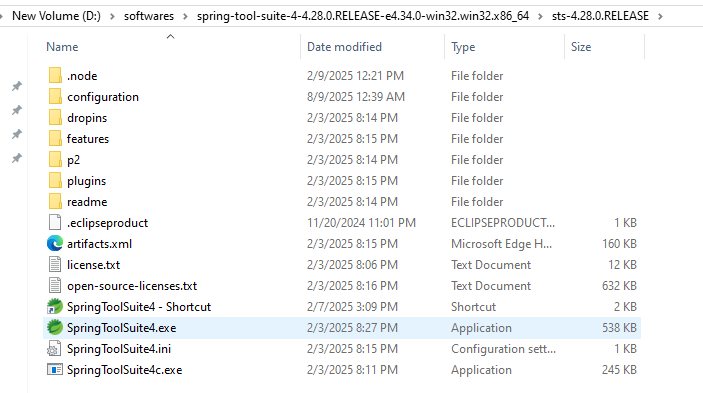 New Volume (D:) > softwares > spring-tool-suite-4-4.28.0.RELEASE-e4.34.0-win32.win32.x86_64 > sts-4.28.0.RELEASE >
Name Date modified Type Size
.node 2/9/2025 12:21 PM File folder
configuration 8/9/2025 12:39 AM File folder
dropins 2/3/2025 8:14 PM File folder
features 2/3/2025 8:15 PM File folder
p2 2/3/2025 8:14 PM File folder
plugins 2/3/2025 8:15 PM File folder
readme 2/3/2025 8:14 PM File folder
.eclipseproduct 11/20/2024 11:01 PM ECLIPSEPRODUCT... 1 KB
artifacts.xml 2/3/2025 8:15 PM Microsoft Edge H... 160 KB
license.txt 2/3/2025 8:06 PM Text Document 12 KB
open-source-licenses.txt 2/3/2025 8:16 PM Text Document 632 KB
SpringToolSuite4 - Shortcut 2/7/2025 3:09 PM Shortcut 2 KB
SpringToolSuite4.exe 2/3/2025 8:27 PM Application 538 KB
SpringToolSuite4.ini 2/3/2025 8:15 PM Configuration sett... 1 KB
SpringToolSuite4c.exe 2/3/2025 8:11 PM Application 245 KB